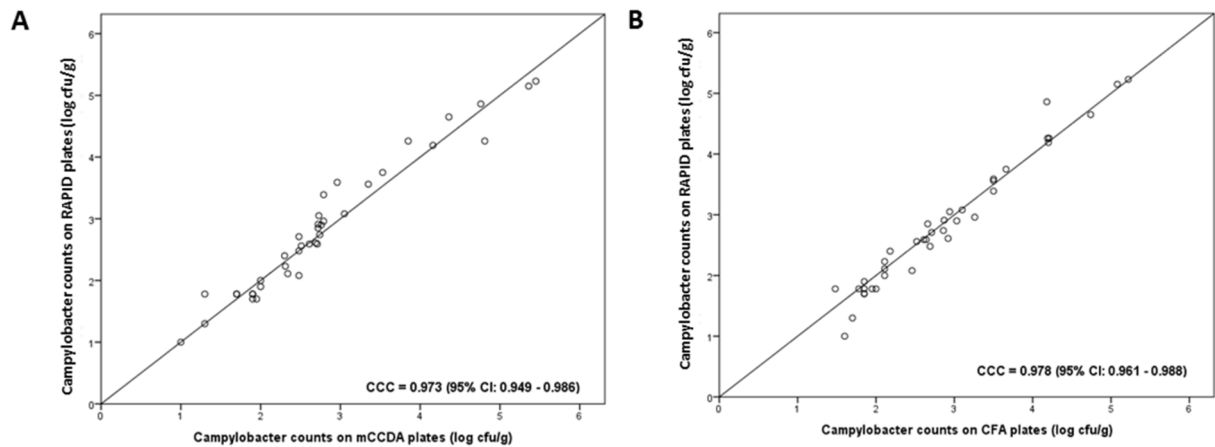 A
Campylobacter counts on RAPID plates (log cfu/g)
6
5
4
3
2
1
0
0 1 2 3 4 5 6
CCC = 0.973 (95% CI: 0.949 - 0.986)
Campylobacter counts on mCCDA plates (log cfu/g)
B
Campylobacter counts on RAPID plates (log cfu/g)
6
5
4
3
2
1
0
0 1 2 3 4 5 6
CCC = 0.978 (95% CI: 0.961 - 0.988)
Campylobacter counts on CFA plates (log cfu/g)